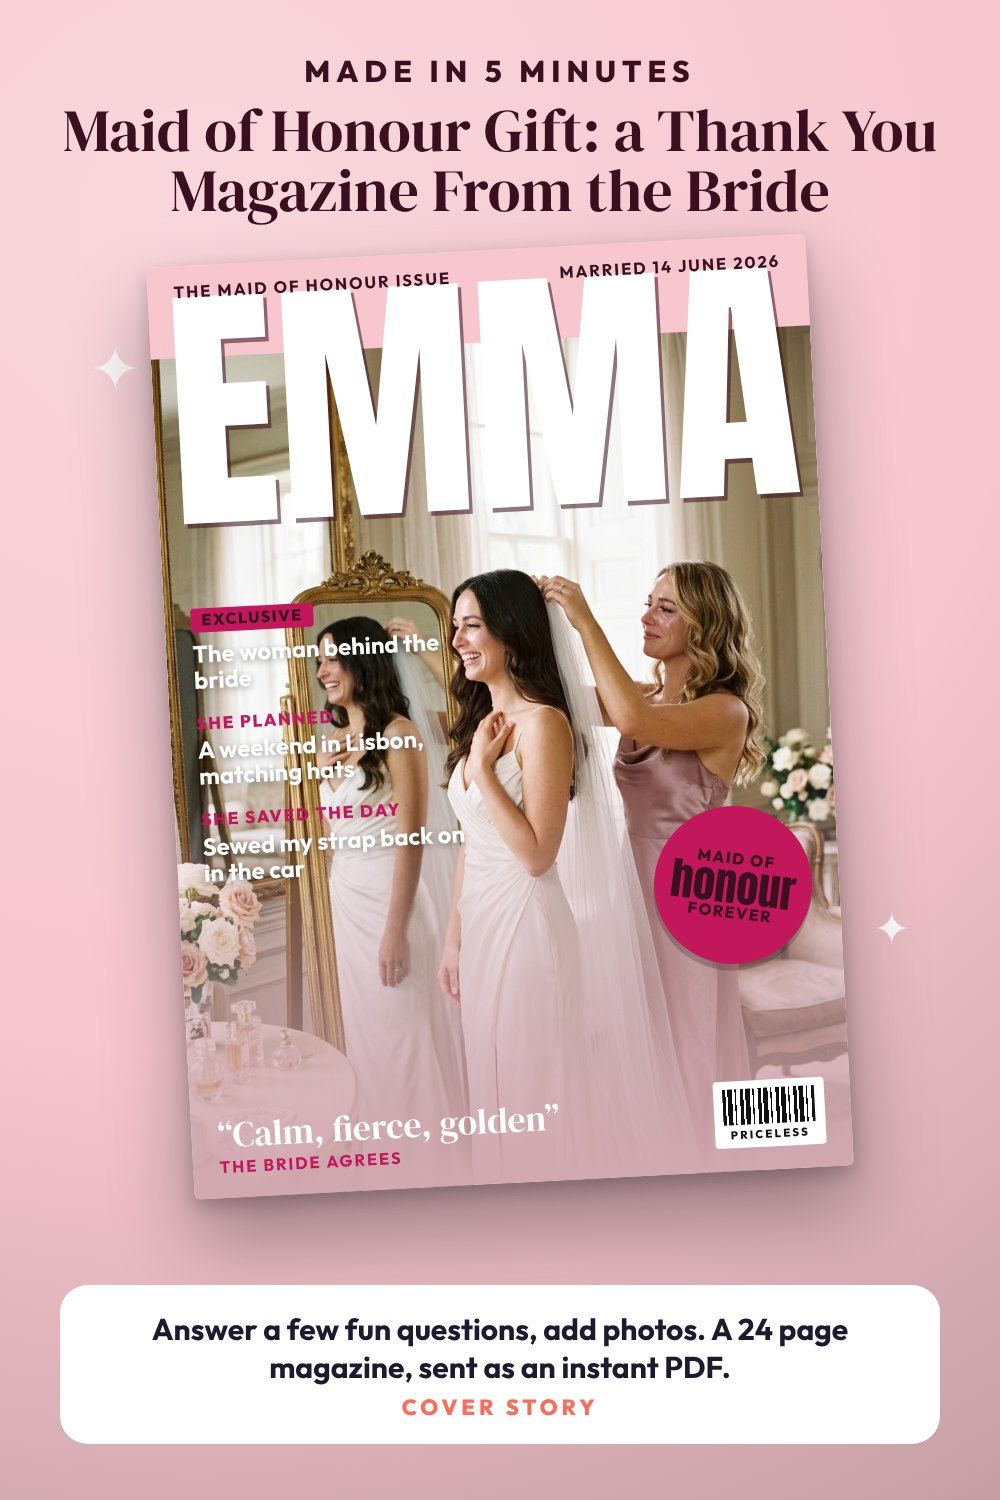 MADE IN 5 MINUTES
Maid of Honour Gift: a Thank You
Magazine From the Bride
THE MAID OF HONOUR ISSUE
MARRIED 14 JUNE 2026
EMMA
EXCLUSIVE
The woman behind the
bride
SHE PLANNED
A weekend in Lisbon,
matching hats
SHE SAVED THE DAY
Sewed my strap back on
in the car
MAID OF
honour
FOREVER
“Calm, fierce, golden”
THE BRIDE AGREES
PRICELESS
Answer a few fun questions, add photos. A 24 page
magazine, sent as an instant PDF.
COVER STORY